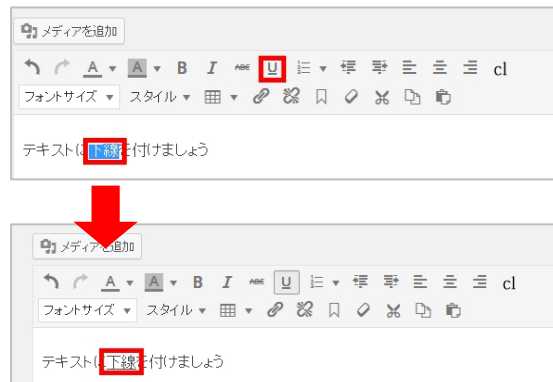 メディアを追加
A A B I ABC U cl
フォントサイズ スタイル
テキストに下線を付けましょう
メディアを追加
A A B I ABC U cl
フォントサイズ スタイル
テキストに下線を付けましょう